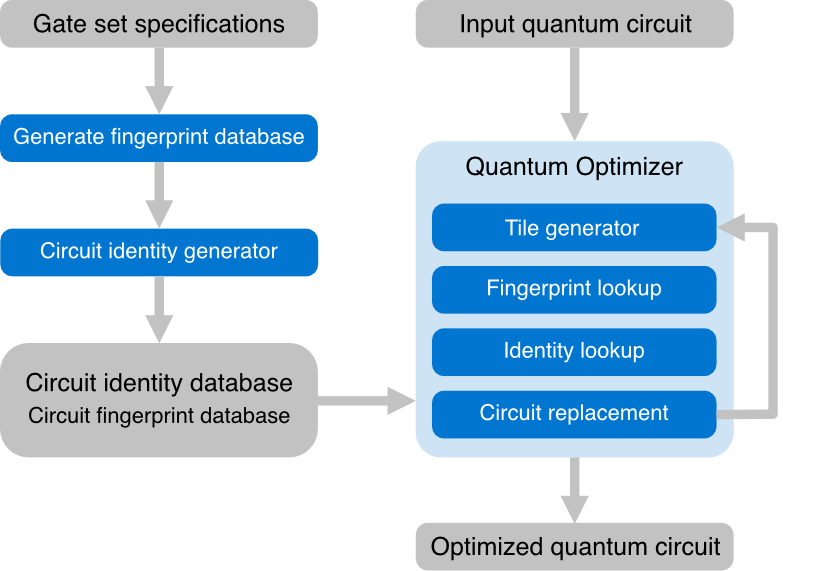 Gate set specifications
Generate fingerprint database
Circuit identity generator
Circuit identity database
Circuit fingerprint database
Input quantum circuit
Quantum Optimizer
Tile generator
Fingerprint lookup
Identity lookup
Circuit replacement
Optimized quantum circuit